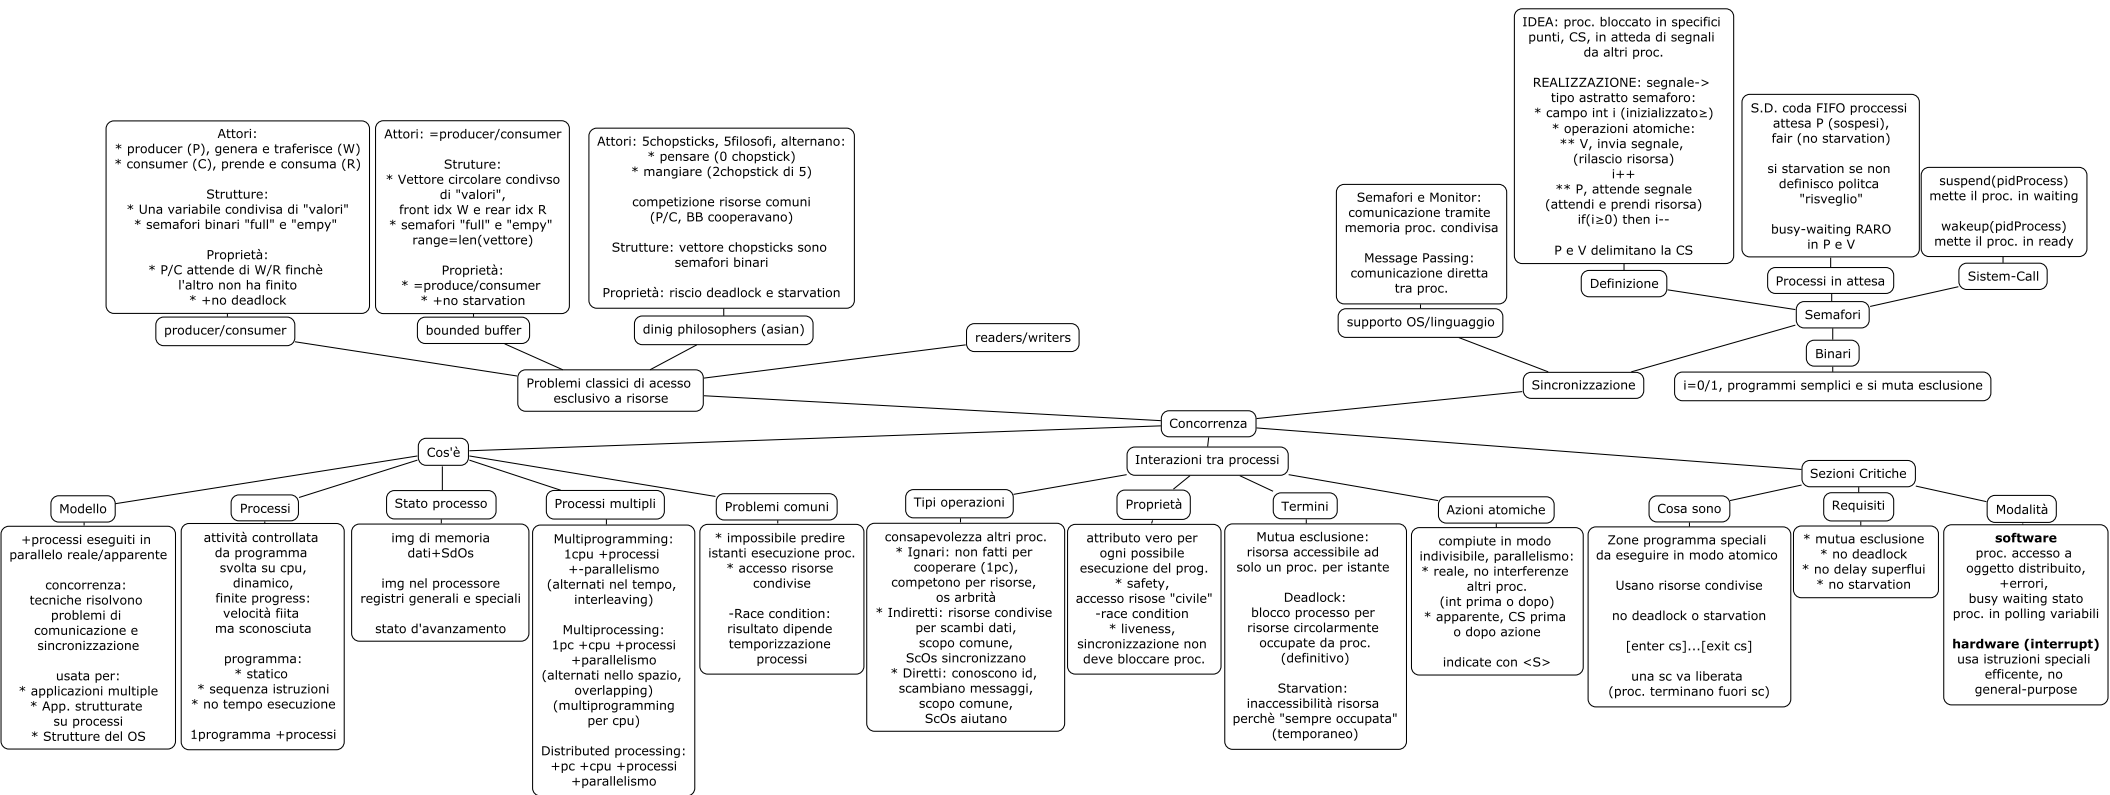 Attori:
* producer (P), genera e traferisce (W)
* consumer (C), prende e consuma (R)
Strutture:
* Una variabile condivisa di "valori"
* semafori binari "full" e "empy"
Proprietà:
* P/C attende di W/R finchè
l'altro non ha finito
* +no deadlock
producer/consumer
Attori: =producer/consumer
Struture:
* Vettore circolare condivso
di "valori",
front idx W e rear idx R
* semafori "full" e "empy"
range=len(vettore)
Proprietà:
* =produce/consumer
* +no starvation
bounded buffer
Attori: 5chopsticks, 5filosofi, alternano:
* pensare (0 chopstick)
* mangiare (2chopstick di 5)
competizione risorse comuni
(P/C, BB cooperavano)
Strutture: vettore chopsticks sono
semafori binari
Proprietà: riscio deadlock e starvation
dinig philosophers (asian)
readers/writers
Problemi classici di acesso
esclusivo a risorse
Semafori e Monitor:
comunicazione tramite
memoria proc. condivisa
Message Passing:
comunicazione diretta
tra proc.
supporto OS/linguaggio
IDEA: proc. bloccato in specifici
punti, CS, in atteda di segnali
da altri proc.
REALIZZAZIONE: segnale->
tipo astratto semaforo:
* campo int i (inizializzato≥)
* operazioni atomiche:
** V, invia segnale,
(rilascio risorsa)
i++
** P, attende segnale
(attendi e prendi risorsa)
if(i≥0) then i--
P e V delimitano la CS
Definizione
S.D. coda FIFO proccessi
attesa P (sospesi),
fair (no starvation)
si starvation se non
definisco politca
"risveglio"
busy-waiting RARO
in P e V
Processi in attesa
suspend(pidProcess)
mette il proc. in waiting
wakeup(pidProcess)
mette il proc. in ready
Sistem-Call
Semafori
Binari
i=0/1, programmi semplici e si muta esclusione
Sincronizzazione
Concorrenza
Cos'è
Modello
+processi eseguiti in
parallelo reale/apparente
concorrenza:
tecniche risolvono
problemi di
comunicazione e
sincronizzazione
usata per:
* applicazioni multiple
* App. strutturate
su processi
* Strutture del OS
Processi
attività controllata
da programma
svolta su cpu,
dinamico,
finite progress:
velocità fiita
ma sconosciuta
programma:
* statico
* sequenza istruzioni
* no tempo esecuzione
1programma +processi
Stato processo
img di memoria
dati+SdOs
img nel processore
registri generali e speciali
stato d'avanzamento
Processi multipli
Multiprogramming:
1cpu +processi
+-parallelismo
(alternati nel tempo,
interleaving)
Multiprocessing:
1pc +cpu +processi
+parallelismo
(alternati nello spazio,
overlapping)
(multiprogramming
per cpu)
Distributed processing:
+pc +cpu +processi
+parallelismo
Problemi comuni
* impossibile predire
istanti esecuzione proc.
* accesso risorse
condivise
-Race condition:
risultato dipende
temporizzazione
processi
Interazioni tra processi
Tipi operazioni
consapevolezza altri proc.
* Ignari: non fatti per
cooperare (1pc),
competono per risorse,
os arbrità
* Indiretti: risorse condivise
per scambi dati,
scopo comune,
ScOs sincronizzano
* Diretti: conoscono id,
scambiano messaggi,
scopo comune,
ScOs aiutano
Proprietà
attributo vero per
ogni possibile
esecuzione del prog.
* safety,
accesso risose "civile"
-race condition
* liveness,
sincronizzazione non
deve bloccare proc.
Termini
Mutua esclusione:
risorsa accessibile ad
solo un proc. per istante
Deadlock:
blocco processo per
risorse circolarmente
occupate da proc.
(definitivo)
Starvation:
inaccessibilità risorsa
perchè "sempre occupata"
(temporaneo)
Azioni atomiche
compiute in modo
indivisibile, parallelismo:
* reale, no interferenze
altri proc.
(int prima o dopo)
* apparente, CS prima
o dopo azione
indicate con <S>
Sezioni Critiche
Cosa sono
Zone programma speciali
da eseguire in modo atomico
Usano risorse condivise
no deadlock o starvation
[enter cs]...[exit cs]
una sc va liberata
(proc. terminano fuori sc)
Requisiti
* mutua esclusione
* no deadlock
* no delay superflui
* no starvation
Modalità
software
proc. accesso a
oggetto distribuito,
+errori,
busy waiting stato
proc. in polling variabili
hardware (interrupt)
usa istruzioni speciali
efficente, no
general-purpose